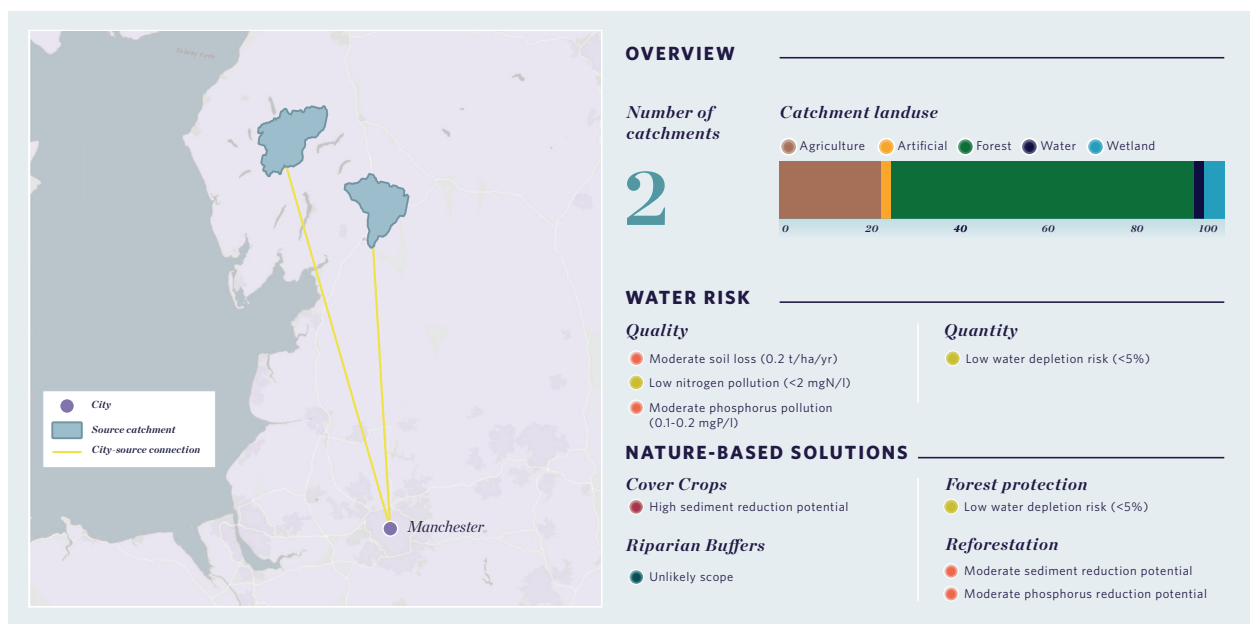 Solway Firth
City
Source catchment
City-source connection
Manchester
OVERVIEW
Number of
catchments
2
Catchment landuse
Agriculture Artificial Forest Water Wetland
0 20 40 60 80 100
WATER RISK
Quality
Moderate soil loss (0.2 t/ha/yr)
Low nitrogen pollution (<2 mgN/l)
Moderate phosphorus pollution
(0.1-0.2 mgP/l)
Quantity
Low water depletion risk (<5%)
NATURE-BASED SOLUTIONS
Cover Crops
High sediment reduction potential
Riparian Buffers
Unlikely scope
Forest protection
Low water depletion risk (<5%)
Reforestation
Moderate sediment reduction potential
Moderate phosphorus reduction potential